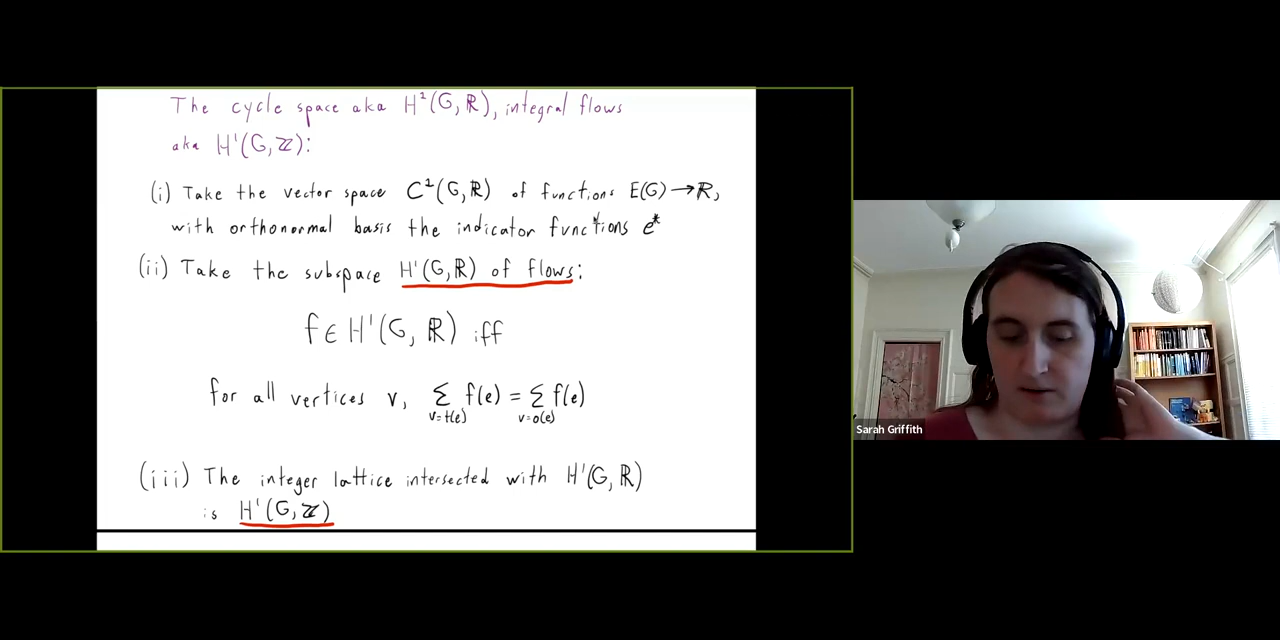 The cycle space aka H¹(G, ℝ), integral flows
aka H¹(G, ℤ):
(i) Take the vector space C¹(G, ℝ) of functions E(G) → ℝ,
with orthonormal basis the indicator functions e*
(ii) Take the subspace H¹(G, ℝ) of flows:
f ∈ H¹(G, ℝ) iff
for all vertices v, Σ f(e) = Σ f(e)
v=t(e) v=o(e)
(iii) The integer lattice intersected with H¹(G, ℝ)
is H¹(G, ℤ)
Sarah Griffith